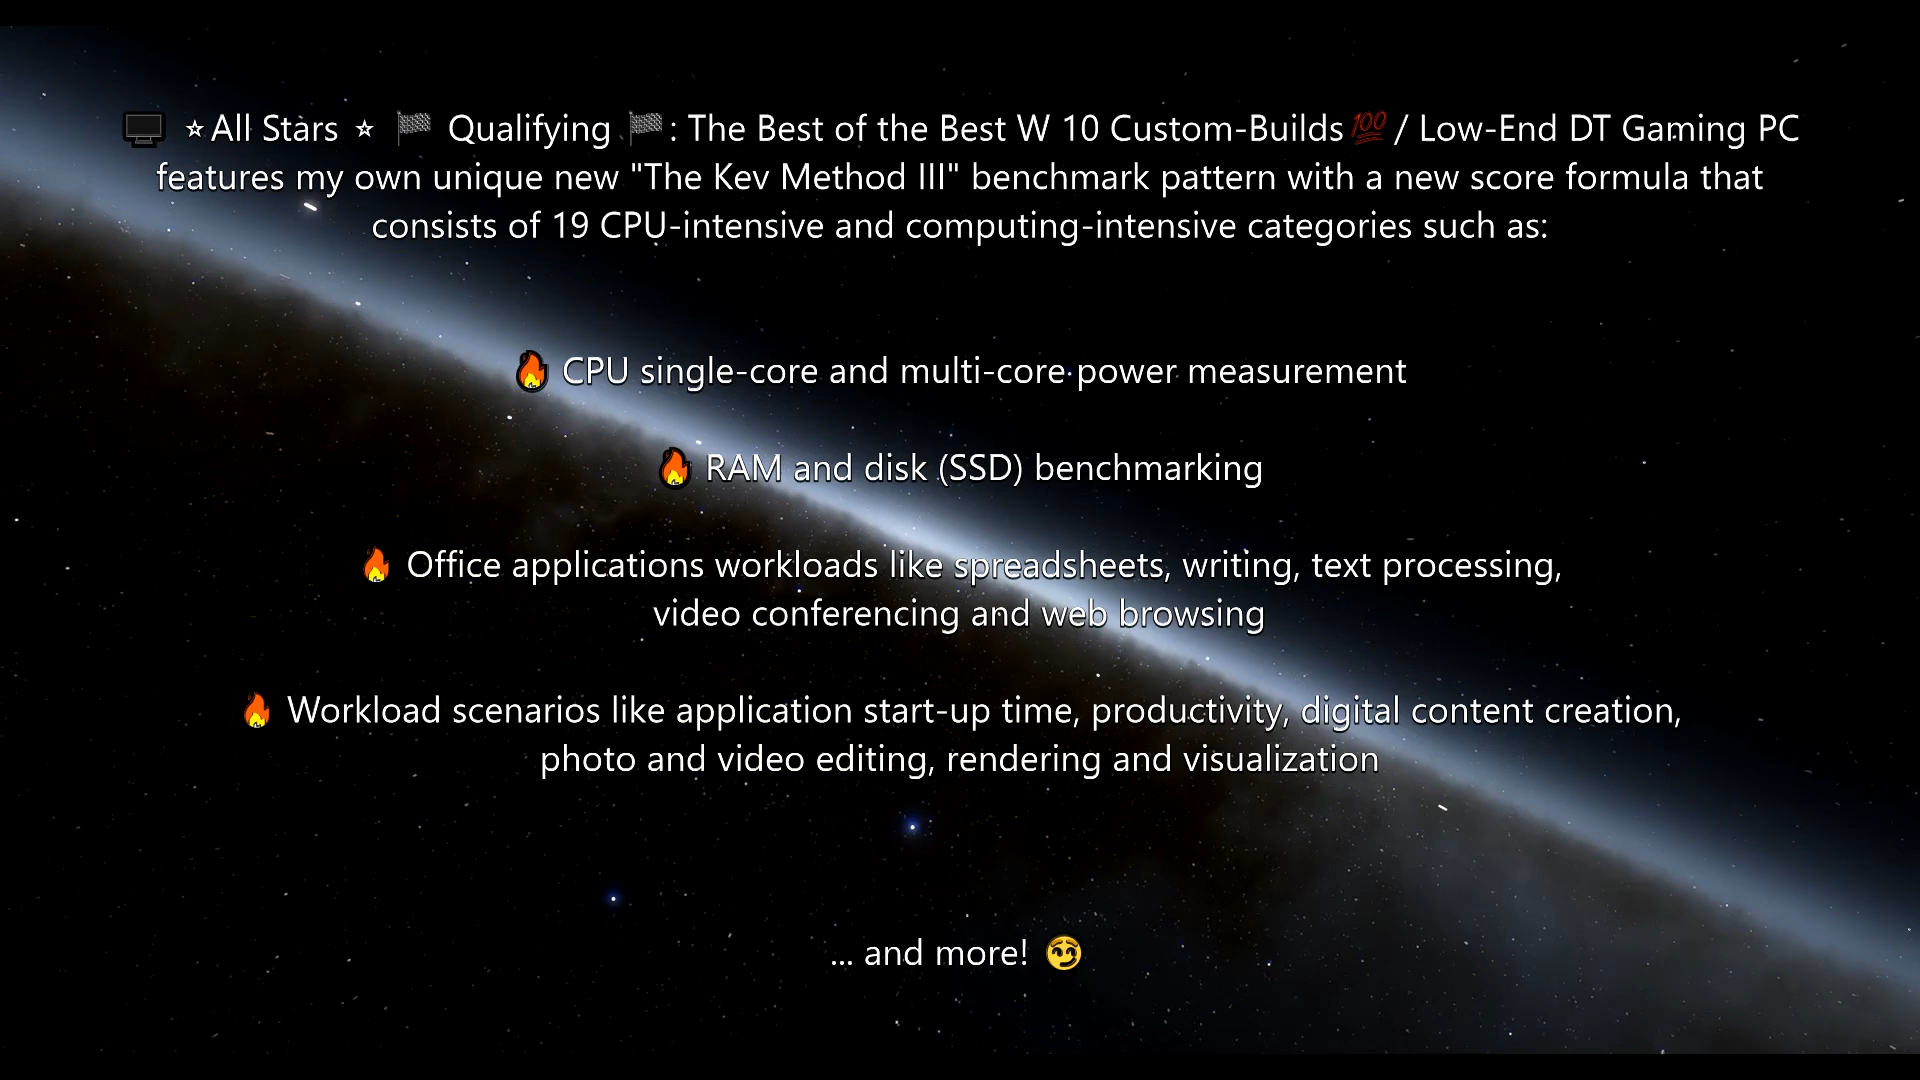 🖥 ⭐All Stars ⭐ 🏁 Qualifying 🏁: The Best of the Best W 10 Custom-Builds💯/ Low-End DT Gaming PC
features my own unique new "The Kev Method III" benchmark pattern with a new score formula that
consists of 19 CPU-intensive and computing-intensive categories such as:
🔥 CPU single-core and multi-core power measurement
🔥 RAM and disk (SSD) benchmarking
🔥 Office applications workloads like spreadsheets, writing, text processing,
video conferencing and web browsing
🔥 Workload scenarios like application start-up time, productivity, digital content creation,
photo and video editing, rendering and visualization
... and more! 😏